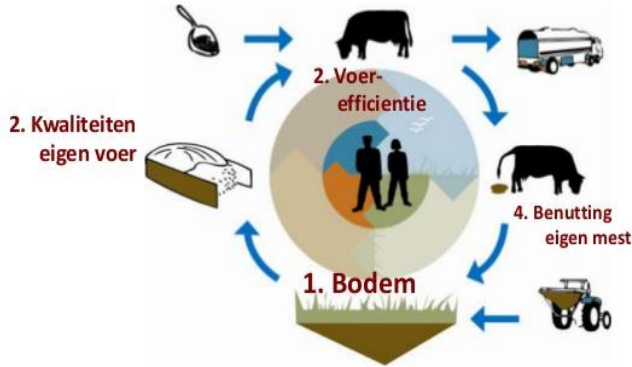 2. Voer-
efficientie
2. Kwaliteiten
eigen voer
4. Benutting
eigen mest
1. Bodem